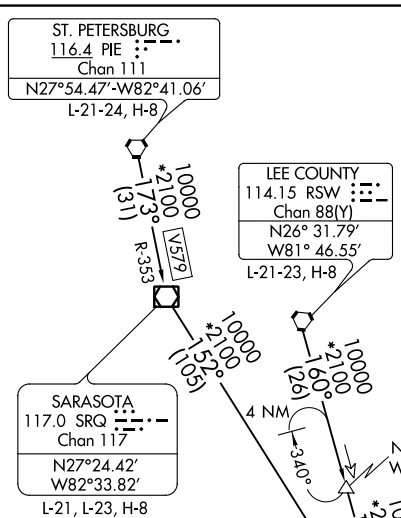 ST. PETERSBURG
116.4 PIE
Chan 111
N27°54.47'-W82°41.06'
L-21-24, H-8
10000
*2100
173°
(31)
V579
R-353
LEE COUNTY
114.15 RSW
Chan 88(Y)
N26° 31.79'
W81° 46.55'
L-21-23, H-8
10000
*2100
152°
(105)
10000
*2100
160°
(26)
4 NM
340°
SARASOTA
117.0 SRQ
Chan 117
N27°24.42'
W82°33.82'
L-21, L-23, H-8